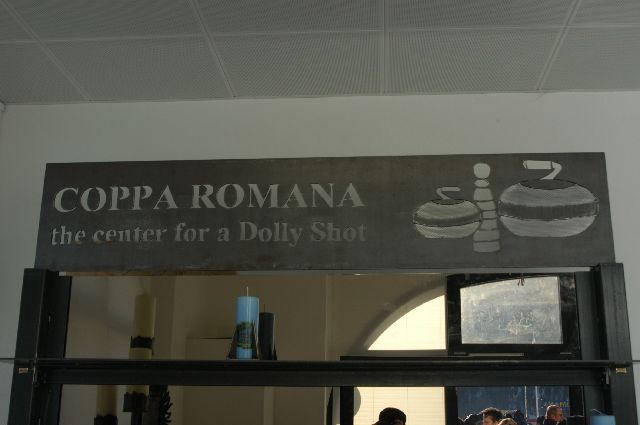 COPPA ROMANA
the center for a Dolly Shot